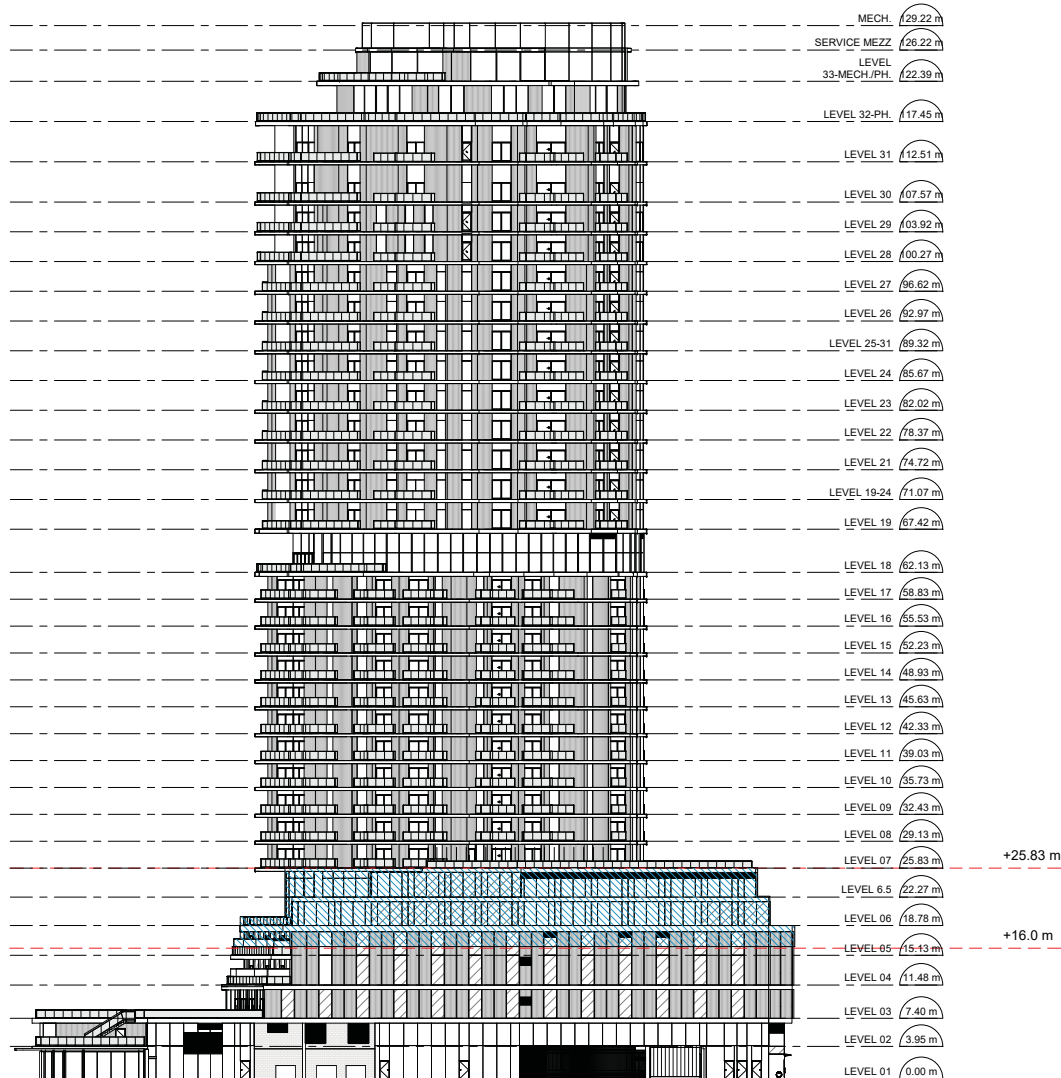 MECH. 129.22 m
SERVICE MEZZ 126.22 m
LEVEL
33-MECH./PH. 122.39 m
LEVEL 32-PH. 117.45 m
LEVEL 31 112.51 m
LEVEL 30 107.57 m
LEVEL 29 103.92 m
LEVEL 28 100.27 m
LEVEL 27 96.62 m
LEVEL 26 92.97 m
LEVEL 25-31 89.32 m
LEVEL 24 85.67 m
LEVEL 23 82.02 m
LEVEL 22 78.37 m
LEVEL 21 74.72 m
LEVEL 19-24 71.07 m
LEVEL 19 67.42 m
LEVEL 18 62.13 m
LEVEL 17 58.83 m
LEVEL 16 55.53 m
LEVEL 15 52.23 m
LEVEL 14 48.93 m
LEVEL 13 45.63 m
LEVEL 12 42.33 m
LEVEL 11 39.03 m
LEVEL 10 35.73 m
LEVEL 09 32.43 m
LEVEL 08 29.13 m
LEVEL 07 25.83 m +25.83 m
LEVEL 6.5 22.27 m
LEVEL 06 18.78 m
+16.0 m
LEVEL 05 15.13 m
LEVEL 04 11.48 m
LEVEL 03 7.40 m
LEVEL 02 3.95 m
LEVEL 01 0.00 m